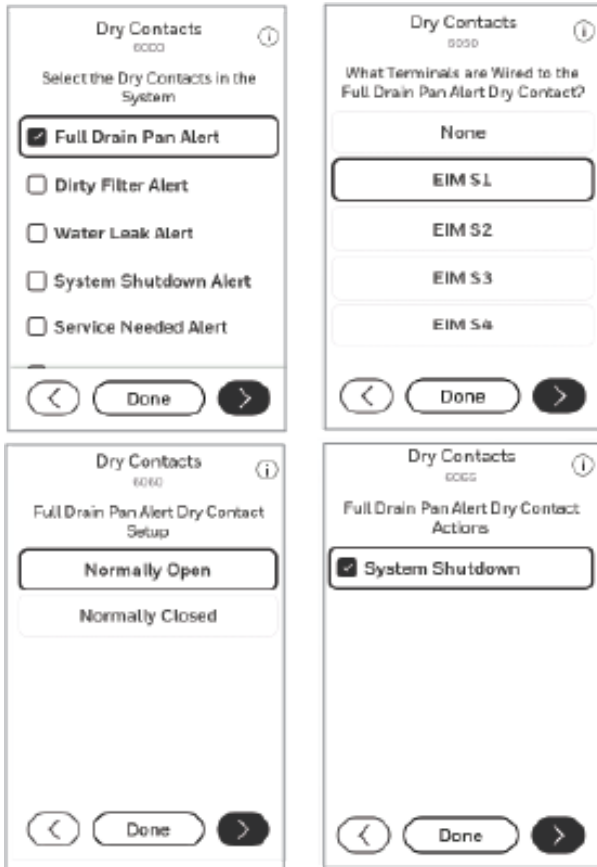 Dry Contacts
6000
Select the Dry Contacts in the
System
Full Drain Pan Alert
Dirty Filter Alert
Water Leak Alert
System Shutdown Alert
Service Needed Alert
Done
Dry Contacts
6050
What Terminals are Wired to the
Full Drain Pan Alert Dry Contact?
None
EIM S1
EIM S2
EIM S3
EIM S4
Done
Dry Contacts
6060
Full Drain Pan Alert Dry Contact
Setup
Normally Open
Normally Closed
Done
Dry Contacts
Full Drain Pan Alert Dry Contact
Actions
System Shutdown
Done